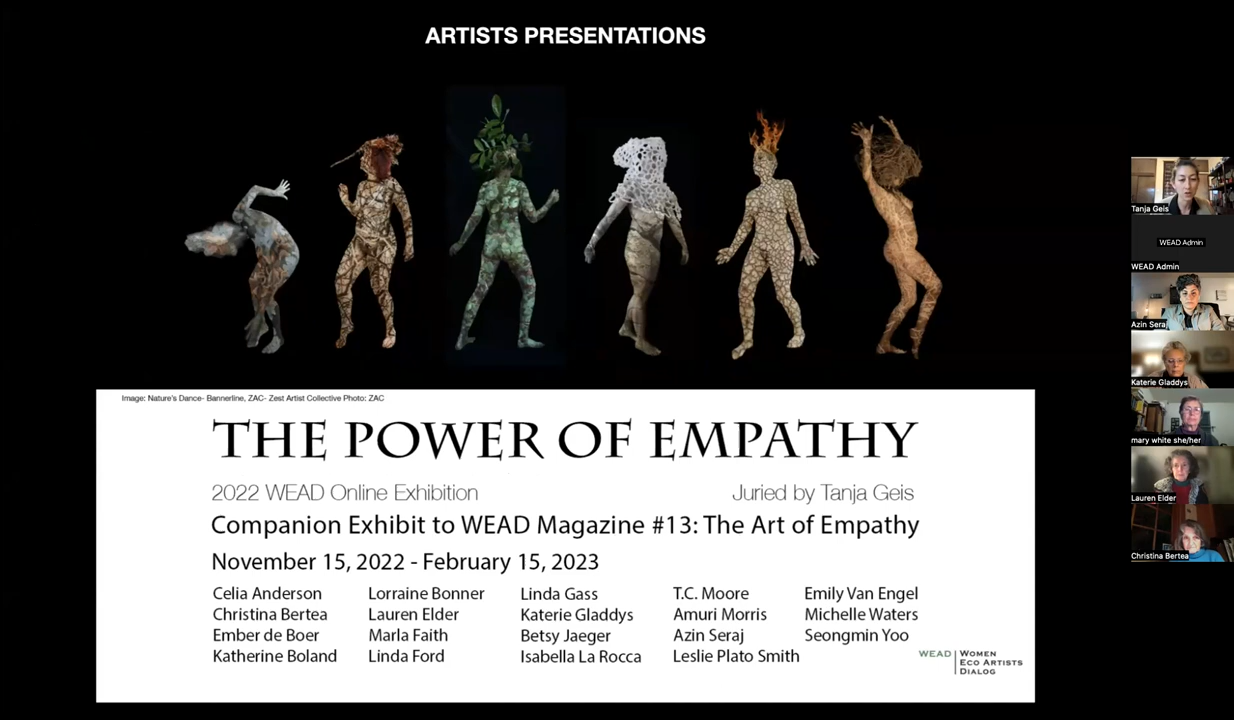 ARTISTS PRESENTATIONS
Image: Nature's Dance- Bannerline, ZAC- Zest Artist Collective Photo: ZAC
THE POWER OF EMPATHY
2022 WEAD Online Exhibition
Juried by Tanja Geis
Companion Exhibit to WEAD Magazine #13: The Art of Empathy
November 15, 2022 - February 15, 2023
Celia Anderson
Christina Bertea
Ember de Boer
Katherine Boland
Lorraine Bonner
Lauren Elder
Marla Faith
Linda Ford
Linda Gass
Katerie Gladdys
Betsy Jaeger
Isabella La Rocca
T.C. Moore
Amuri Morris
Azin Seraj
Leslie Plato Smith
Emily Van Engel
Michelle Waters
Seongmin Yoo
WEAD
WOMEN
ECO ARTISTS
DIALOG
Tanja Geis
WEAD Admin
WEAD Admin
Azin Seraj
Katerie Gladdys
mary white she/her
Lauren Elder
Christina Bertea